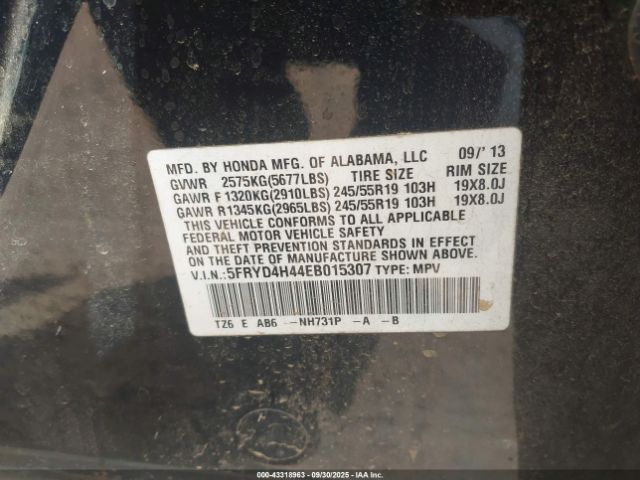 MFD. BY HONDA MFG. OF ALABAMA, LLC 09/'13
GVWR 2575KG(5677LBS) TIRE SIZE RIM SIZE
GAWR F 1320KG(2910LBS) 245/55R19 103H 19X8.0J
GAWR R1345KG(2965LBS) 245/55R19 103H 19X8.0J
THIS VEHICLE CONFORMS TO ALL APPLICABLE
FEDERAL MOTOR VEHICLE SAFETY
AND THEFT PREVENTION STANDARDS IN EFFECT
ON THE DATE OF MANUFACTURE SHOWN ABOVE.
V.I.N.:5FRYD4H44EB015307 TYPE: MPV
TZ6 E AB6 --NH731P --A --B
000-43318963 - 09/30/2025 - IAAI.COM